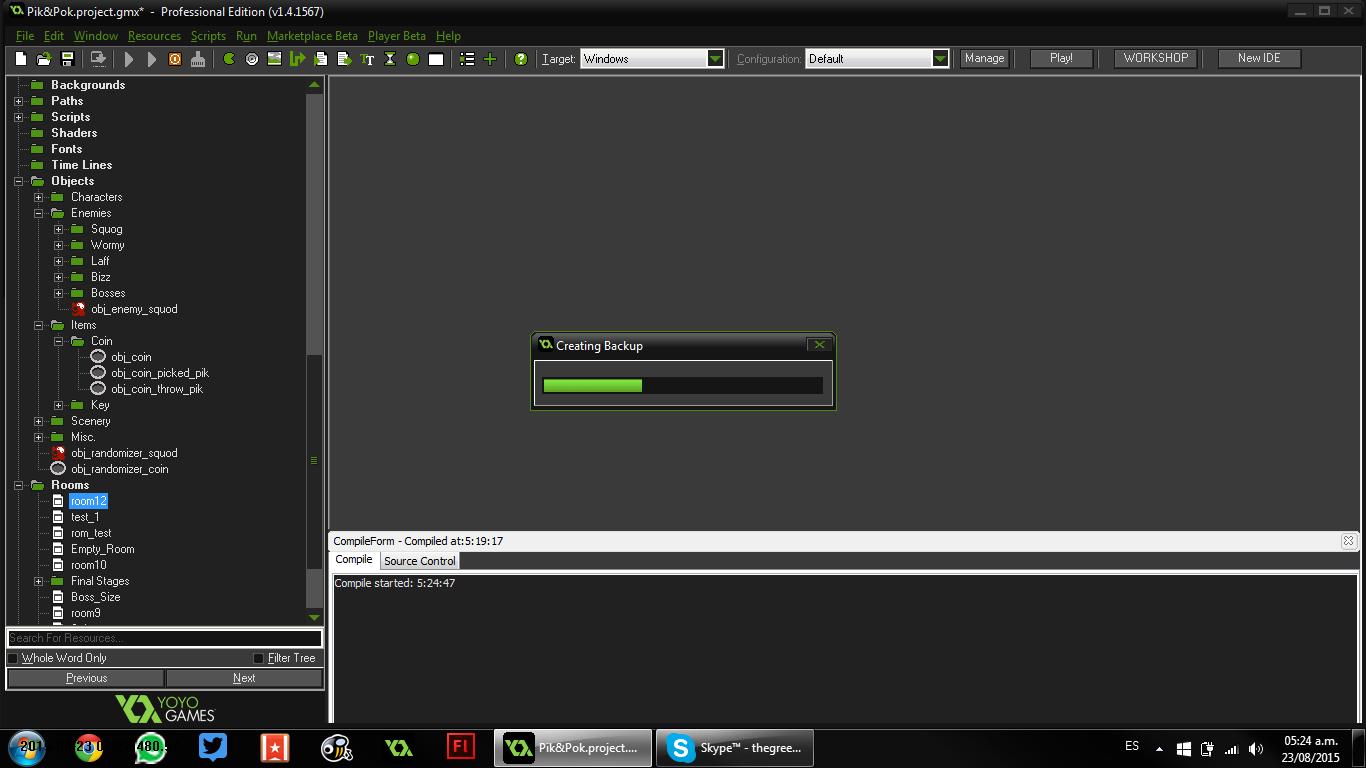 Pik&Pok.project.gmx* - Professional Edition (v1.4.1567)
File Edit Window Resources Scripts Run Marketplace Beta Player Beta Help
Target: Windows Configuration: Default Manage Play! WORKSHOP New IDE
Backgrounds
Paths
Scripts
Shaders
Fonts
Time Lines
Objects
Characters
Enemies
Squog
Wormy
Laff
Bizz
Bosses
obj_enemy_squod
Items
Coin
obj_coin
obj_coin_picked_pik
obj_coin_throw_pik
Key
Scenery
Misc.
obj_randomizer_squod
obj_randomizer_coin
Rooms
room12
test_1
rom_test
Empty_Room
room10
Final Stages
Boss_Size
room9
Search For Resources...
Whole Word Only Filter Tree
Previous Next
YOYO
GAMES
Creating Backup
CompileForm - Compiled at:5:19:17
Compile Source Control
Compile started: 5:24:47
Pik&Pok.project....
Skype™ - thegree...
ES
05:24 a.m.
23/08/2015